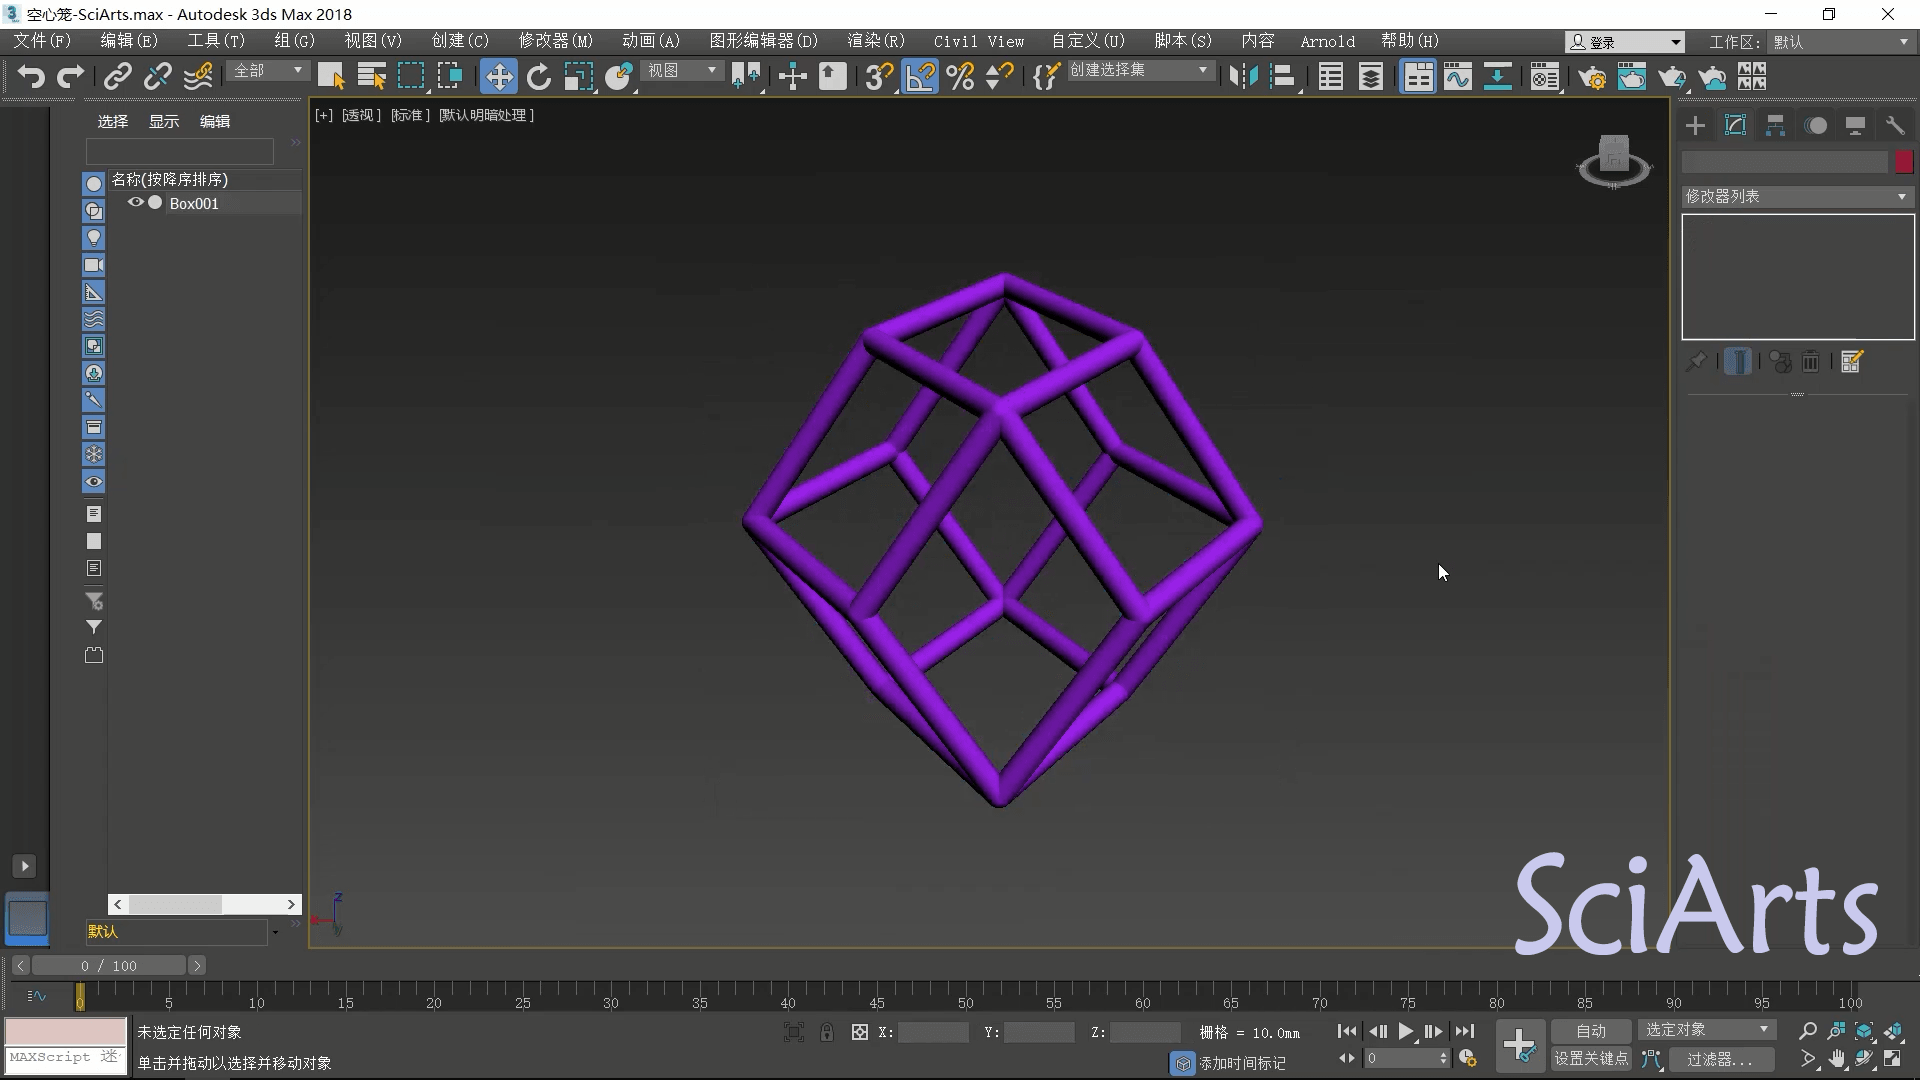 空心笼-SciArts.max - Autodesk 3ds Max 2018
文件(F) 编辑(E) 工具(T) 组(G) 视图(V) 创建(C) 修改器(M) 动画(A) 图形编辑器(D) 渲染(R) Civil View 自定义(U) 脚本(S) 内容 Arnold 帮助(H) 登录 工作区: 默认
全部 视图 创建选择集
[+] [透视 ] [标准 ] [默认明暗处理 ]
选择 显示 编辑
名称(按降序排序)
Box001
修改器列表
SciArts
默认
0 / 100
0 5 10 15 20 25 30 35 40 45 50 55 60 65 70 75 80 85 90 95 100
未选定任何对象 X: Y: Z: 栅格 = 10.0mm 自动 选定对象
MAXScript 迷
单击并拖动以选择并移动对象 添加时间标记 0 设置关键点 过滤器...